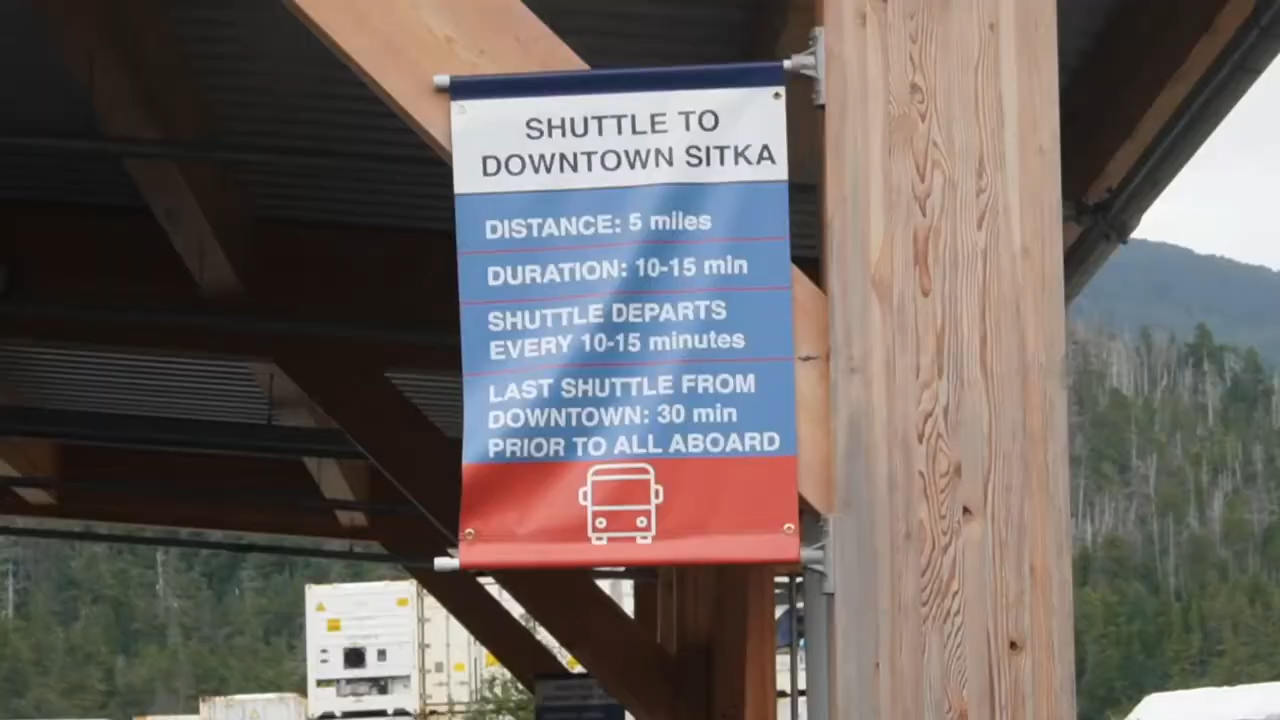 SHUTTLE TO
DOWNTOWN SITKA
DISTANCE: 5 miles
DURATION: 10-15 min
SHUTTLE DEPARTS
EVERY 10-15 minutes
LAST SHUTTLE FROM
DOWNTOWN: 30 min
PRIOR TO ALL ABOARD